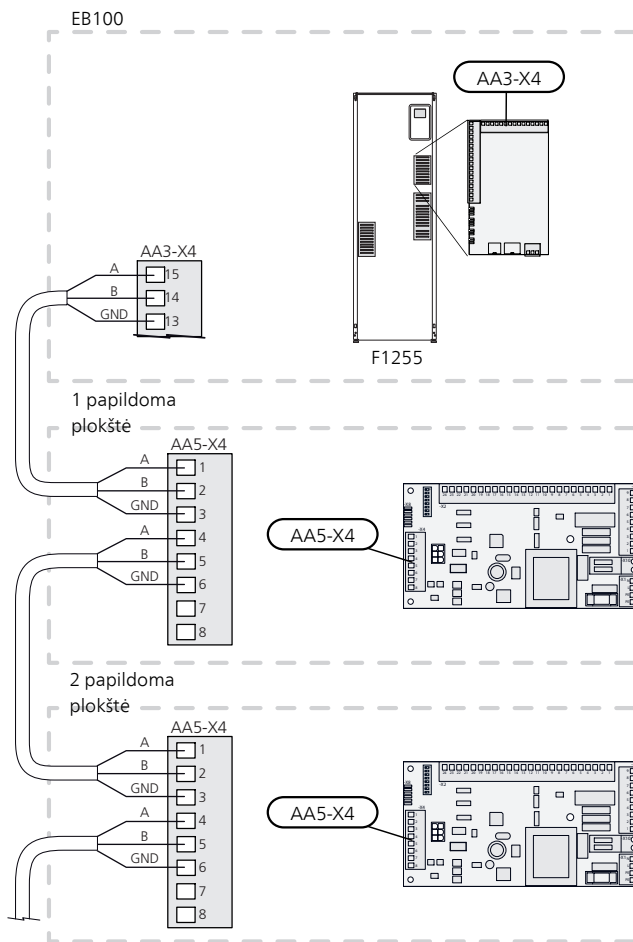 EB100
AA3-X4
F1255
AA3-X4
A
15
B
14
GND
13
1 papildoma
plokštė
AA5-X4
A
1
B
2
GND
3
A
4
B
5
GND
6
7
8
AA5-X4
2 papildoma
plokštė
AA5-X4
A
1
B
2
GND
3
A
4
B
5
GND
6
7
8
AA5-X4